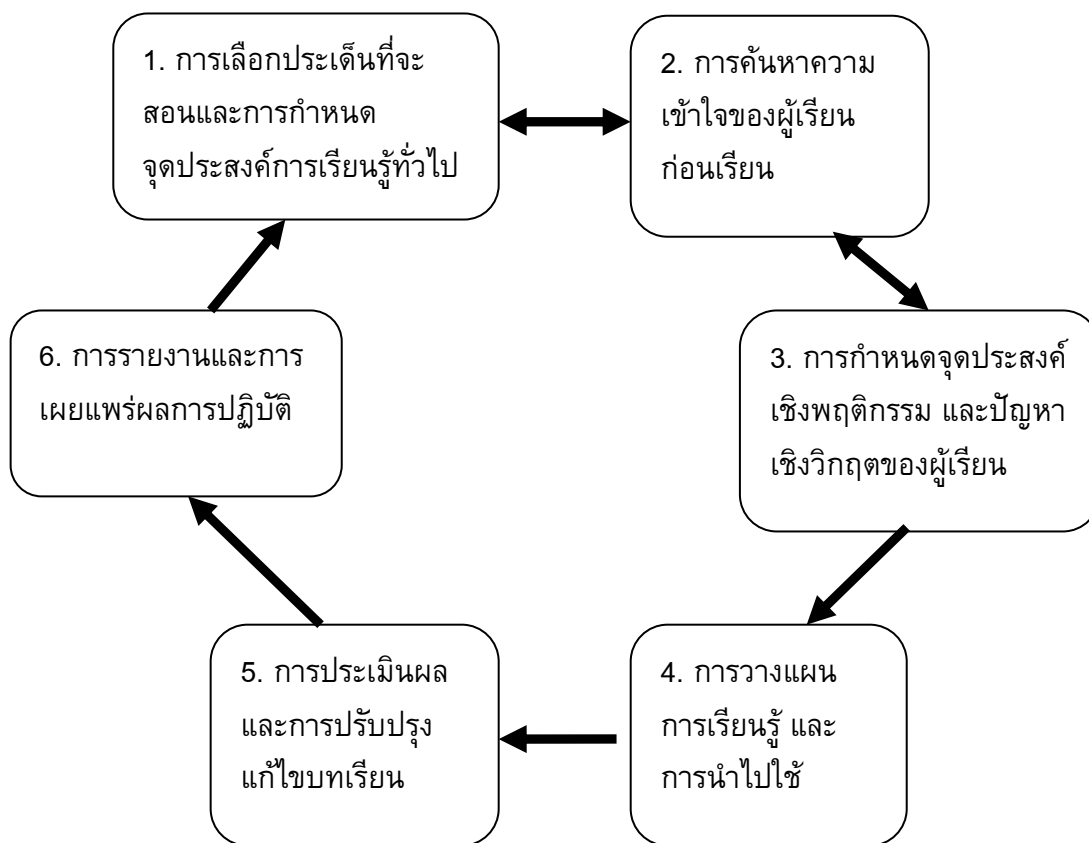 1. การเลือกประเด็นที่จะ
สอนและการกำหนด
จุดประสงค์การเรียนรู้ทั่วไป
2. การค้นหาความ
เข้าใจของผู้เรียน
ก่อนเรียน
3. การกำหนดจุดประสงค์
เชิงพฤติกรรม และปัญหา
เชิงวิกฤตของผู้เรียน
4. การวางแผน
การเรียนรู้ และ
การนำไปใช้
5. การประเมินผล
และการปรับปรุง
แก้ไขบทเรียน
6. การรายงานและการ
เผยแพร่ผลการปฏิบัติ